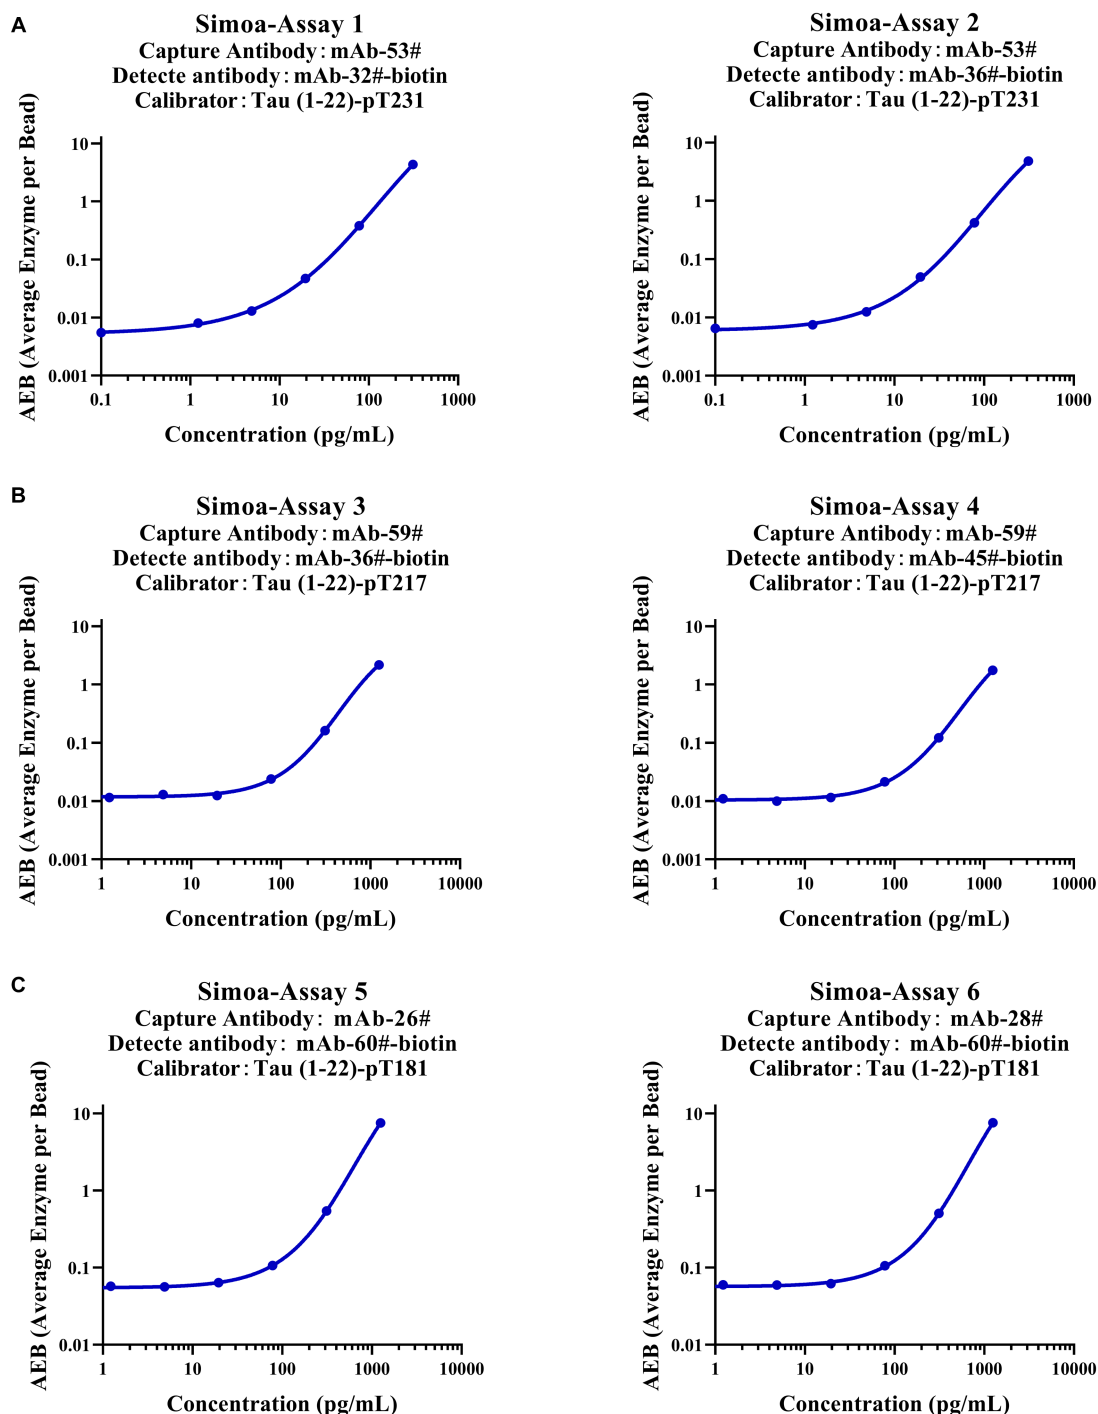 A
Simoa-Assay 1
Capture Antibody: mAb-53#
Detecte antibody: mAb-32#-biotin
Calibrator: Tau (1-22)-pT231
AEB (Average Enzyme per Bead)
10
1
0.1
0.01
0.001
0.1 1 10 100 1000
Concentration (pg/mL)
Simoa-Assay 2
Capture Antibody: mAb-53#
Detecte antibody: mAb-36#-biotin
Calibrator: Tau (1-22)-pT231
AEB (Average Enzyme per Bead)
10
1
0.1
0.01
0.001
0.1 1 10 100 1000
Concentration (pg/mL)
B
Simoa-Assay 3
Capture Antibody: mAb-59#
Detecte antibody: mAb-36#-biotin
Calibrator: Tau (1-22)-pT217
AEB (Average Enzyme per Bead)
10
1
0.1
0.01
0.001
1 10 100 1000 10000
Concentration (pg/mL)
Simoa-Assay 4
Capture Antibody: mAb-59#
Detecte antibody: mAb-45#-biotin
Calibrator: Tau (1-22)-pT217
AEB (Average Enzyme per Bead)
10
1
0.1
0.01
0.001
1 10 100 1000 10000
Concentration (pg/mL)
C
Simoa-Assay 5
Capture Antibody: mAb-26#
Detecte antibody: mAb-60#-biotin
Calibrator: Tau (1-22)-pT181
AEB (Average Enzyme per Bead)
10
1
0.1
0.01
1 10 100 1000 10000
Concentration (pg/mL)
Simoa-Assay 6
Capture Antibody: mAb-28#
Detecte antibody: mAb-60#-biotin
Calibrator: Tau (1-22)-pT181
AEB (Average Enzyme per Bead)
10
1
0.1
0.01
1 10 100 1000 10000
Concentration (pg/mL)